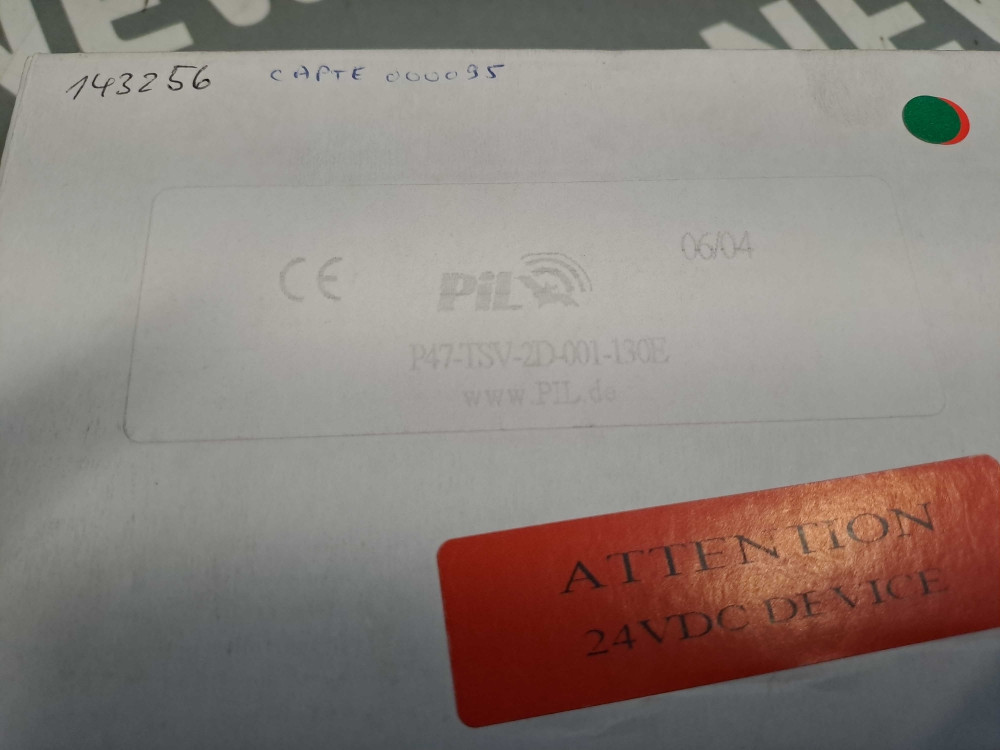 143256 CAPTE 000095
06/04
CE PiL
P47-TSV-2D-001-130E
www.PIL.de
ATTENTION
24VDC DEVICE